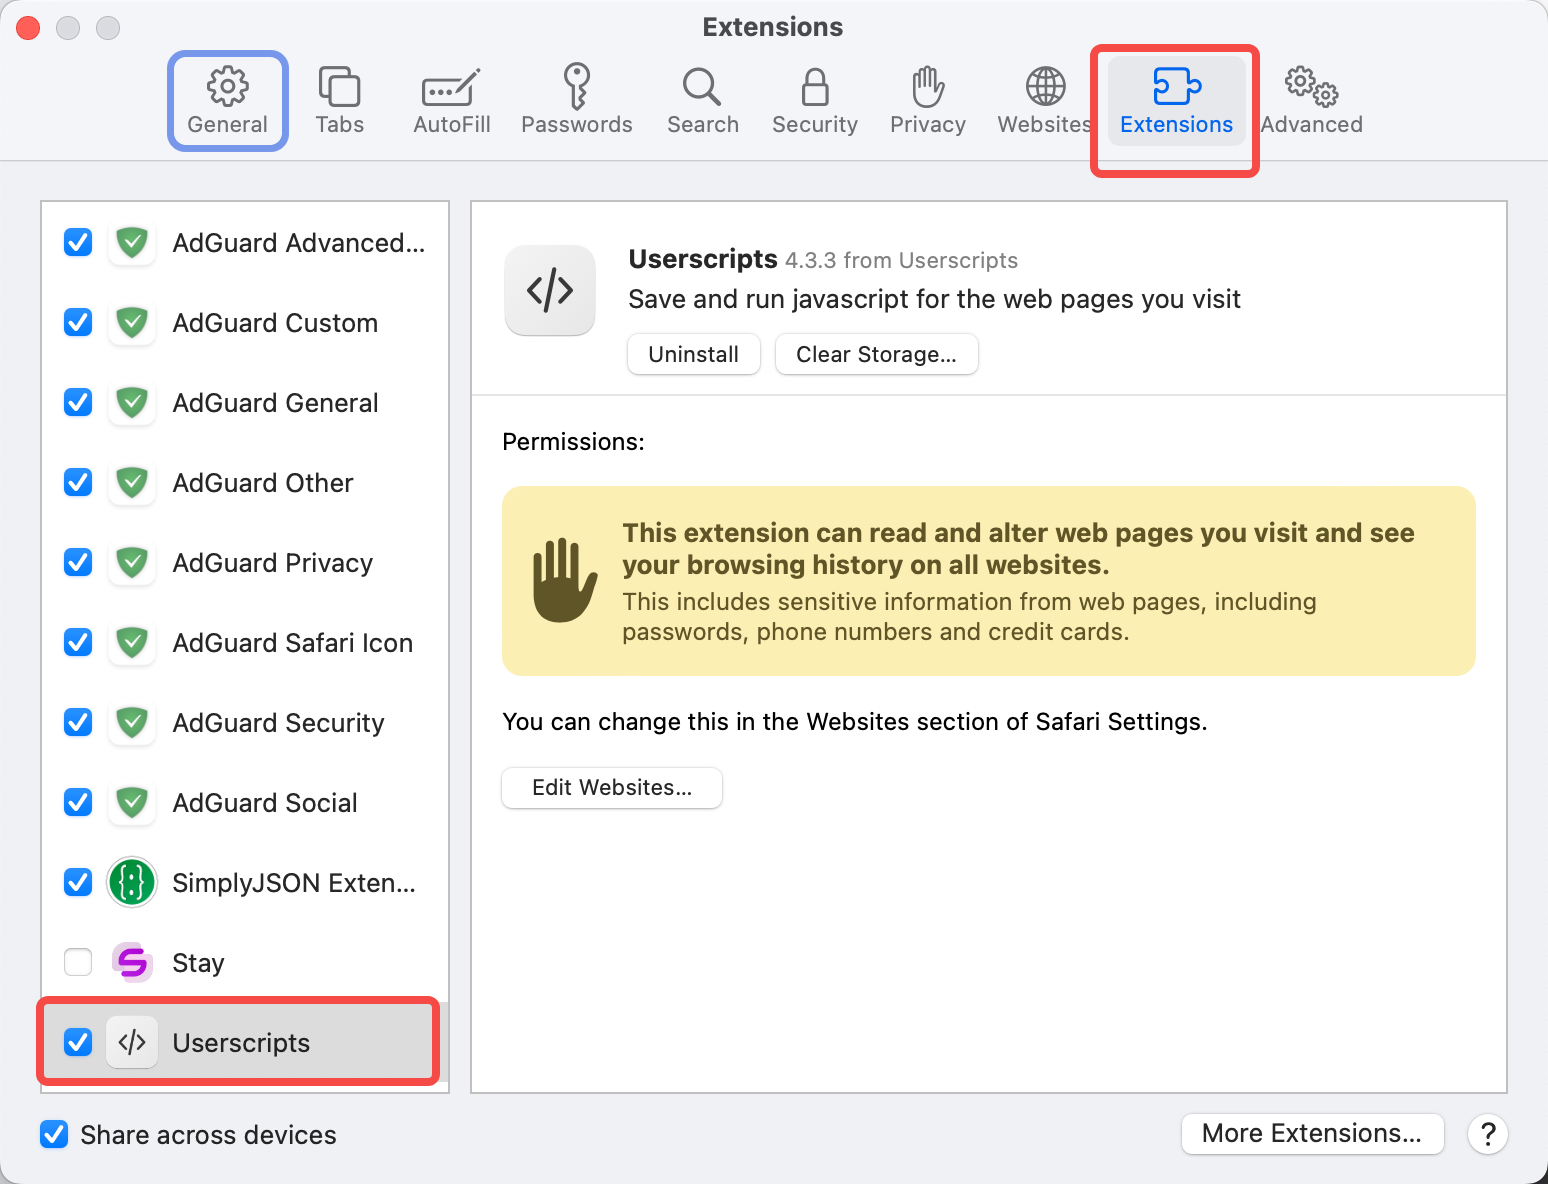 Extensions
General
Tabs
AutoFill
Passwords
Search
Security
Privacy
Websites
Extensions
Advanced
AdGuard Advanced...
AdGuard Custom
AdGuard General
AdGuard Other
AdGuard Privacy
AdGuard Safari Icon
AdGuard Security
AdGuard Social
SimplyJSON Exten...
Stay
Userscripts
Userscripts 4.3.3 from Userscripts
Save and run javascript for the web pages you visit
Uninstall
Clear Storage...
Permissions:
This extension can read and alter web pages you visit and see
your browsing history on all websites.
This includes sensitive information from web pages, including
passwords, phone numbers and credit cards.
You can change this in the Websites section of Safari Settings.
Edit Websites...
Share across devices
More Extensions...
?